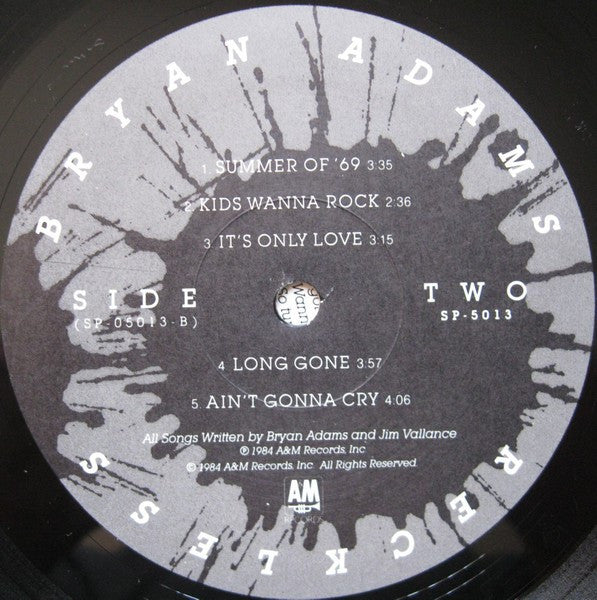 BRYAN ADAMS
1. SUMMER OF '69 3:35
2. KIDS WANNA ROCK 2:36
3. IT'S ONLY LOVE 3:15
SIDE TWO
(SP-05013-B) SP-5013
4. LONG GONE 3:57
5. AIN'T GONNA CRY 4:06
All Songs Written by Bryan Adams and Jim Vallance
℗ 1984 A&M Records, Inc
© 1984 A&M Records, Inc. All Rights Reserved.
A&M
RECORDS
RECKLESS